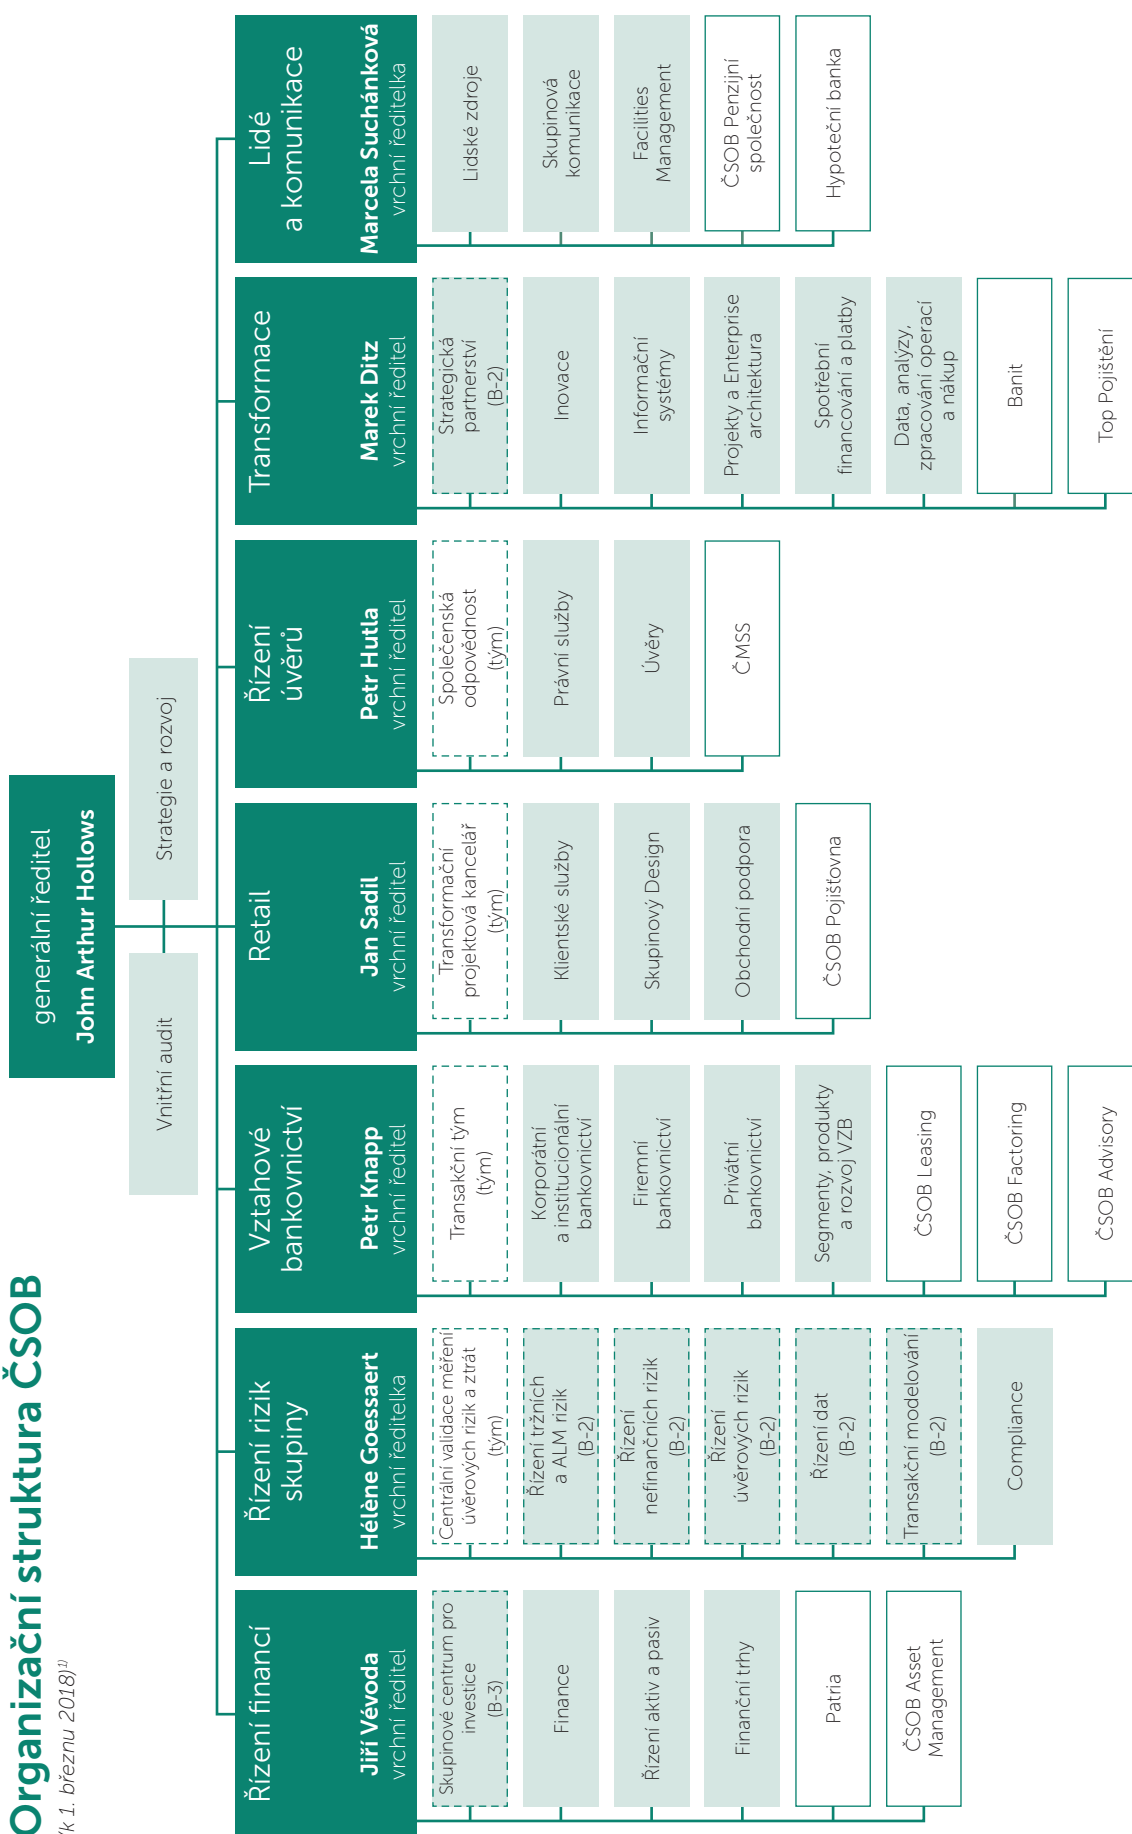 Organizační struktura ČSOB
(k 1. březnu 2018)¹⁾
generální ředitel
John Arthur Hollows
Vnitřní audit
Strategie a rozvoj
Řízení financí
Jiří Vévoda
vrchní ředitel
Skupinové centrum pro
investice
(B-3)
Finance
Řízení aktiv a pasiv
Finanční trhy
Patria
ČSOB Asset
Management
Řízení rizik
skupiny
Hélène Goessaert
vrchní ředitelka
Centrální validace měření
úvěrových rizik a ztrát
(tým)
Řízení tržních
a ALM rizik
(B-2)
Řízení
nefinančních rizik
(B-2)
Řízení
úvěrových rizik
(B-2)
Řízení dat
(B-2)
Transakční modelování
(B-2)
Compliance
Vztahové
bankovnictví
Petr Knapp
vrchní ředitel
Transakční tým
(tým)
Korporátní
a institucionální
bankovnictví
Firemní
bankovnictví
Privátní
bankovnictví
Segmenty, produkty
a rozvoj VZB
ČSOB Leasing
ČSOB Factoring
ČSOB Advisory
Retail
Jan Sadil
vrchní ředitel
Transformační
projektová kancelář
(tým)
Klientské služby
Skupinový Design
Obchodní podpora
ČSOB Pojišťovna
Řízení
úvěrů
Petr Hutla
vrchní ředitel
Společenská
odpovědnost
(tým)
Právní služby
Úvěry
ČMSS
Transformace
Marek Ditz
vrchní ředitel
Strategická
partnerství
(B-2)
Inovace
Informační
systémy
Projekty a Enterprise
architektura
Spotřební
financování a platby
Data, analýzy,
zpracování operací
a nákup
Banit
Top Pojištění
Lidé
a komunikace
Marcela Suchánková
vrchní ředitelka
Lidské zdroje
Skupinová
komunikace
Facilities
Management
ČSOB Penzijní
společnost
Hypoteční banka